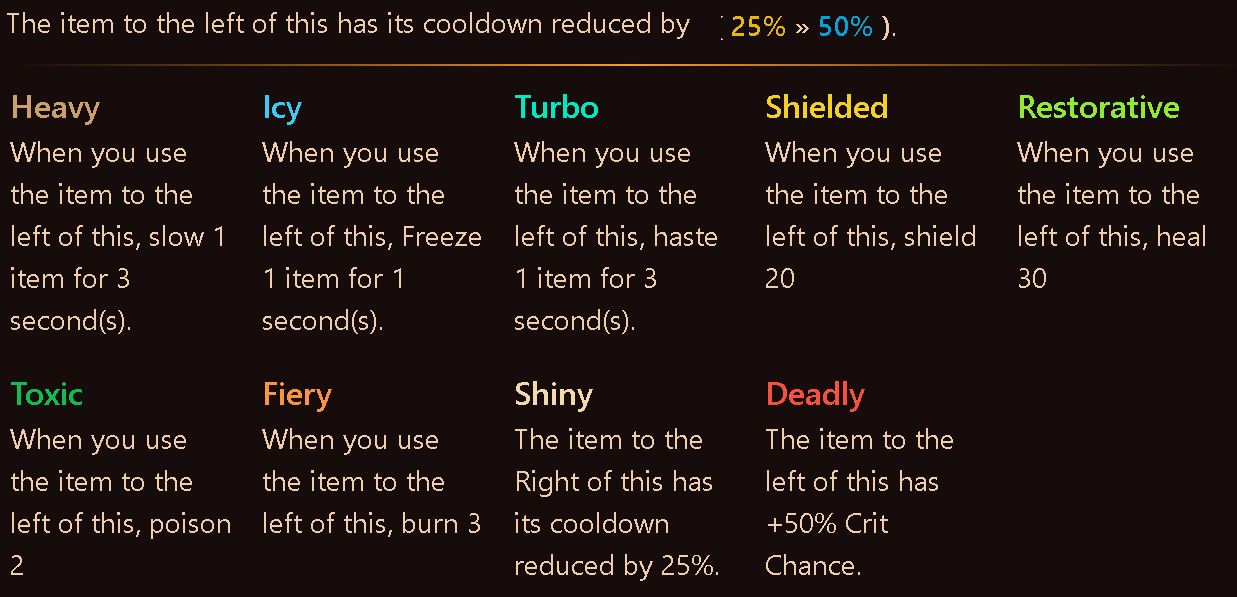 The item to the left of this has its cooldown reduced by ( 25% » 50% ).
Heavy
When you use
the item to the
left of this, slow 1
item for 3
second(s).
Icy
When you use
the item to the
left of this, Freeze
1 item for 1
second(s).
Turbo
When you use
the item to the
left of this, haste
1 item for 3
second(s).
Shielded
When you use
the item to the
left of this, shield
20
Restorative
When you use
the item to the
left of this, heal
30
Toxic
When you use
the item to the
left of this, poison
2
Fiery
When you use
the item to the
left of this, burn 3
Shiny
The item to the
Right of this has
its cooldown
reduced by 25%.
Deadly
The item to the
left of this has
+50% Crit
Chance.